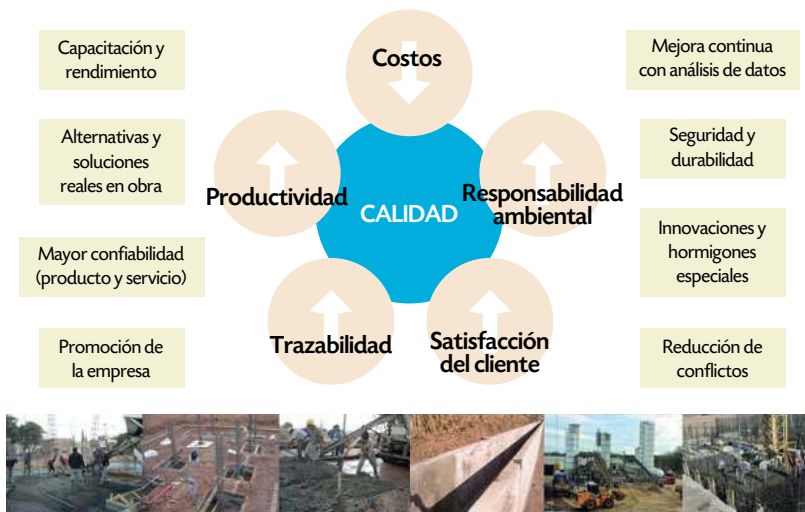 Capacitación y
rendimiento
Alternativas y
soluciones
reales en obra
Mayor confiabilidad
(producto y servicio)
Promoción de
la empresa
Costos
Productividad
CALIDAD
Responsabilidad
ambiental
Trazabilidad
Satisfacción
del cliente
Mejora continua
con análisis de datos
Seguridad y
durabilidad
Innovaciones y
hormigones
especiales
Reducción de
conflictos